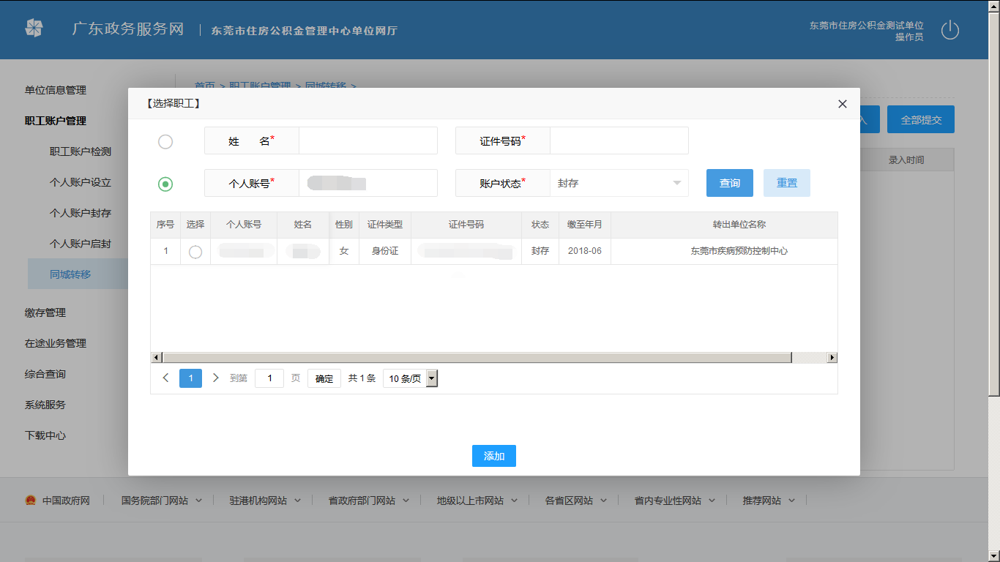 广东政务服务网 | 东莞市住房公积金管理中心单位网厅
东莞市住房公积金测试单位
操作员
单位信息管理
职工账户管理
职工账户检测
个人账户设立
个人账户封存
个人账户启封
同城转移
缴存管理
在途业务管理
综合查询
系统服务
下载中心
首页 > 职工账户管理 > 同城转移 >
入 全部提交
录入时间
【选择职工】
姓 名* 证件号码*
个人账号* 账户状态* 封存 查询 重置
序号 选择 个人账号 姓名 性别 证件类型 证件号码 状态 缴至年月 转出单位名称
1 女 身份证 封存 2018-06 东莞市疾病预防控制中心
1 到第 1 页 确定 共 1 条 10 条/页
添加
中国政府网 国务院部门网站 驻港机构网站 省政府部门网站 地级以上市网站 各省区网站 省内专业性网站 推荐网站